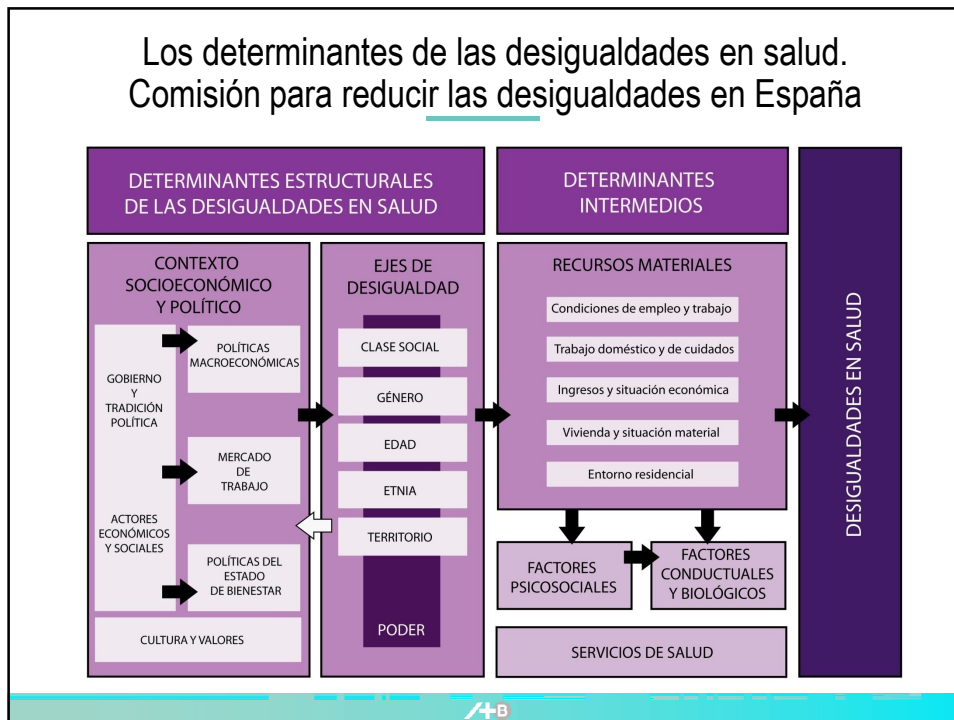 Los determinantes de las desigualdades en salud.
Comisión para reducir las desigualdades en España
DETERMINANTES ESTRUCTURALES
DE LAS DESIGUALDADES EN SALUD
CONTEXTO
SOCIOECONÓMICO
Y POLÍTICO
GOBIERNO
Y
TRADICIÓN
POLÍTICA
ACTORES
ECONÓMICOS
Y SOCIALES
POLÍTICAS
MACROECONÓMICAS
MERCADO
DE
TRABAJO
POLÍTICAS DEL
ESTADO
DE BIENESTAR
CULTURA Y VALORES
EJES DE
DESIGUALDAD
CLASE SOCIAL
GÉNERO
EDAD
ETNIA
TERRITORIO
PODER
DETERMINANTES
INTERMEDIOS
RECURSOS MATERIALES
Condiciones de empleo y trabajo
Trabajo doméstico y de cuidados
Ingresos y situación económica
Vivienda y situación material
Entorno residencial
FACTORES
PSICOSOCIALES
FACTORES
CONDUCTUALES
Y BIOLÓGICOS
SERVICIOS DE SALUD
DESIGUALDADES EN SALUD